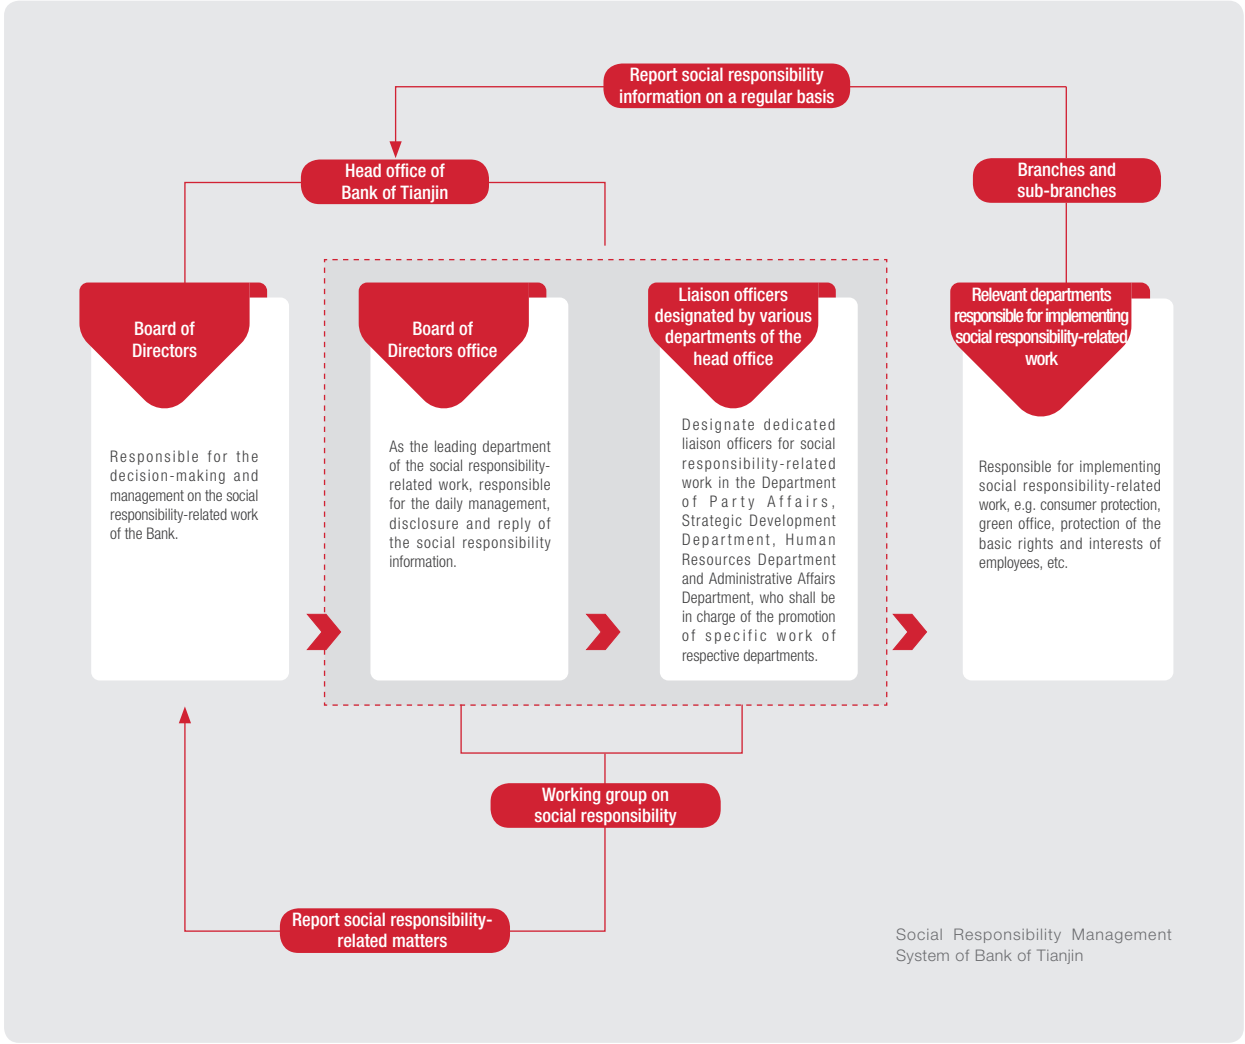 Report social responsibility
information on a regular basis
Head office of
Bank of Tianjin
Branches and
sub-branches
Board of
Directors
Responsible for the
decision-making and
management on the social
responsibility-related work
of the Bank.
Board of
Directors office
As the leading department
of the social responsibility-
related work, responsible
for the daily management,
disclosure and reply of
the social responsibility
information.
Liaison officers
designated by various
departments of the
head office
Designate dedicated
liaison officers for social
responsibility-related
work in the Department
of Party Affairs,
Strategic Development
Department, Human
Resources Department
and Administrative Affairs
Department, who shall be
in charge of the promotion
of specific work of
respective departments.
Relevant departments
responsible for implementing
social responsibility-related
work
Responsible for implementing
social responsibility-related
work, e.g. consumer protection,
green office, protection of the
basic rights and interests of
employees, etc.
Working group on
social responsibility
Report social responsibility-
related matters
Social Responsibility Management
System of Bank of Tianjin